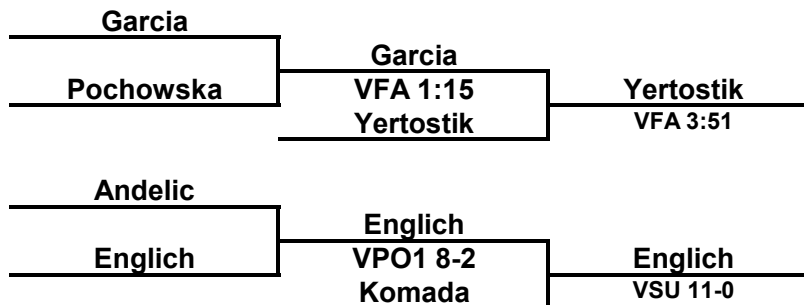 Garcia
Garcia
Pochowska
VFA 1:15
Yertostik
Yertostik
VFA 3:51
Andelic
Englich
Englich
VPO1 8-2
Englich
Komada
VSU 11-0